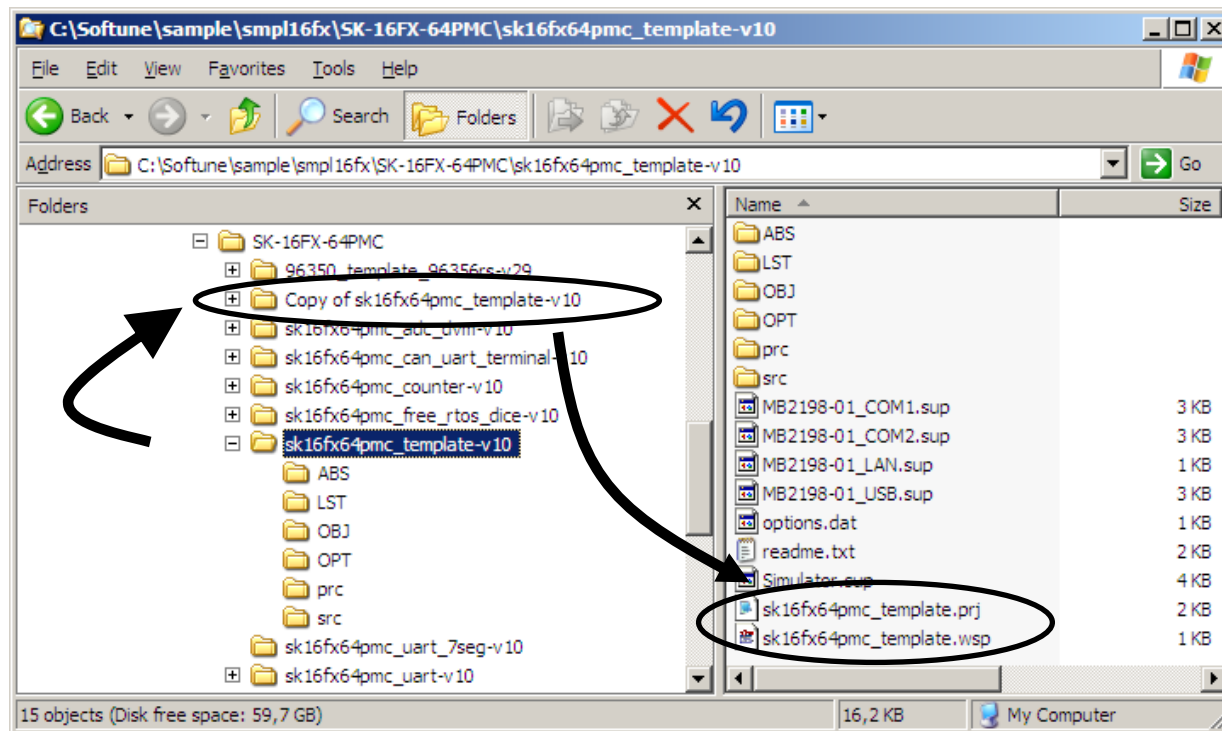 C:\Softune\sample\smpl16fx\SK-16FX-64PMC\sk16fx64pmc_template-v10
File Edit View Favorites Tools Help
Back Search Folders
Address C:\Softune\sample\smpl16fx\SK-16FX-64PMC\sk16fx64pmc_template-v10 Go
Folders x
SK-16FX-64PMC
96350_template_96356rs-v29
Copy of sk16fx64pmc_template-v10
sk16fx64pmc_adc_dvm-v10
sk16fx64pmc_can_uart_terminal-v10
sk16fx64pmc_counter-v10
sk16fx64pmc_free_rtos_dice-v10
sk16fx64pmc_template-v10
ABS
LST
OBJ
OPT
prc
src
sk16fx64pmc_uart_7seg-v10
sk16fx64pmc_uart-v10
Name Size
ABS
LST
OBJ
OPT
prc
src
MB2198-01_COM1.sup 3 KB
MB2198-01_COM2.sup 3 KB
MB2198-01_LAN.sup 1 KB
MB2198-01_USB.sup 3 KB
options.dat 1 KB
readme.txt 2 KB
Simulator.sup 4 KB
sk16fx64pmc_template.prj 2 KB
sk16fx64pmc_template.wsp 1 KB
15 objects (Disk free space: 59,7 GB) 16,2 KB My Computer